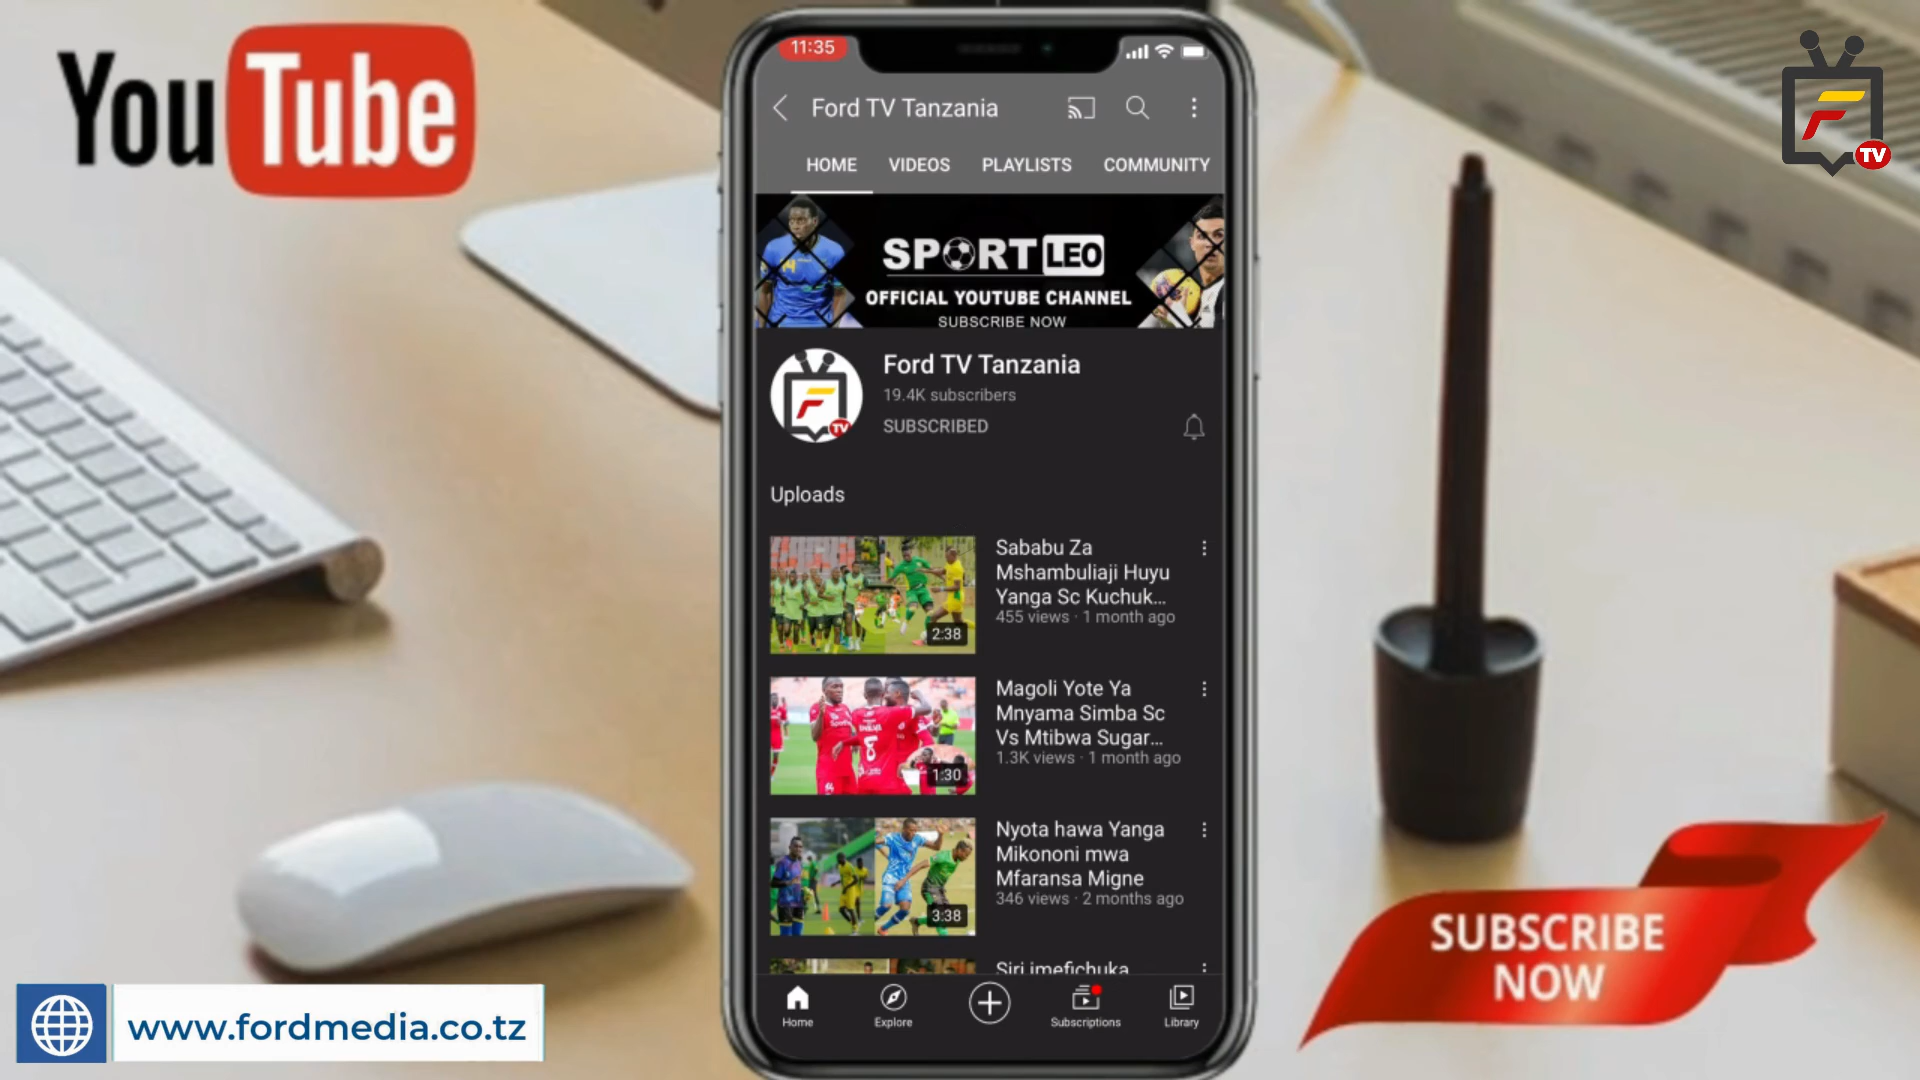 YouTube
11:35
Ford TV Tanzania
HOME VIDEOS PLAYLISTS COMMUNITY
SPORT LEO
OFFICIAL YOUTUBE CHANNEL
SUBSCRIBE NOW
Ford TV Tanzania
19.4K subscribers
SUBSCRIBED
F TV
Uploads
Sababu Za
Mshambuliaji Huyu
Yanga Sc Kuchuk...
455 views · 1 month ago
2:38
Magoli Yote Ya
Mnyama Simba Sc
Vs Mtibwa Sugar...
1.3K views · 1 month ago
8
1:30
Nyota hawa Yanga
Mikononi mwa
Mfaransa Migne
346 views · 2 months ago
3:38
Siri imefichuka
Home Explore Subscriptions Library
F TV
SUBSCRIBE
NOW
www.fordmedia.co.tz